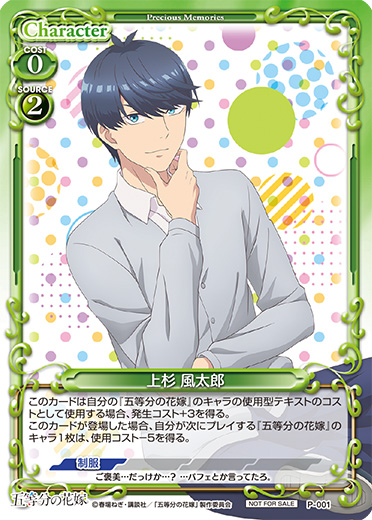 Precious Memories
Character
COST
0
SOURCE
2
上杉 風太郎
このカードは自分の『五等分の花嫁』のキャラの使用型テキストのコス
トとして使用する場合、発生コスト+3を得る。
このカードが登場した場合、自分が次にプレイする『五等分の花嫁』の
キャラ1枚は、使用コスト-5を得る。
制服
ご褒美…だっけか…? …パフェとか言ってたろ。
五等分の花嫁
©春場ねぎ・講談社/「五等分の花嫁」製作委員会
NOT FOR SALE
P-001